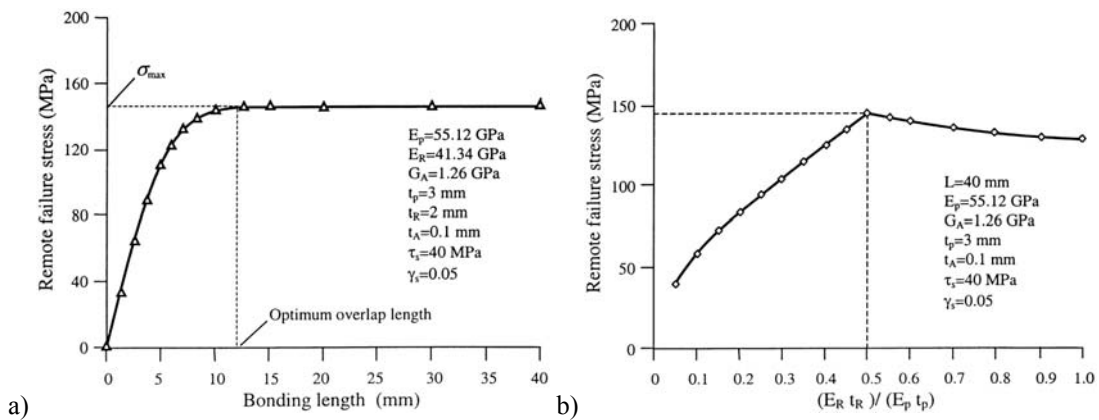 200
160
σmax
120
80
40
0
Remote failure stress (MPa)
Ep=55.12 GPa
ER=41.34 GPa
GA=1.26 GPa
tp=3 mm
tR=2 mm
tA=0.1 mm
τs=40 MPa
γs=0.05
Optimum overlap length
0 5 10 15 20 25 30 35 40
Bonding length (mm)
a)
200
150
100
50
0
Remote failure stress (MPa)
L=40 mm
Ep=55.12 GPa
GA=1.26 GPa
tp=3 mm
tA=0.1 mm
τs=40 MPa
γs=0.05
0 0.1 0.2 0.3 0.4 0.5 0.6 0.7 0.8 0.9 1.0
(ER tR)/ (Ep tp)
b)